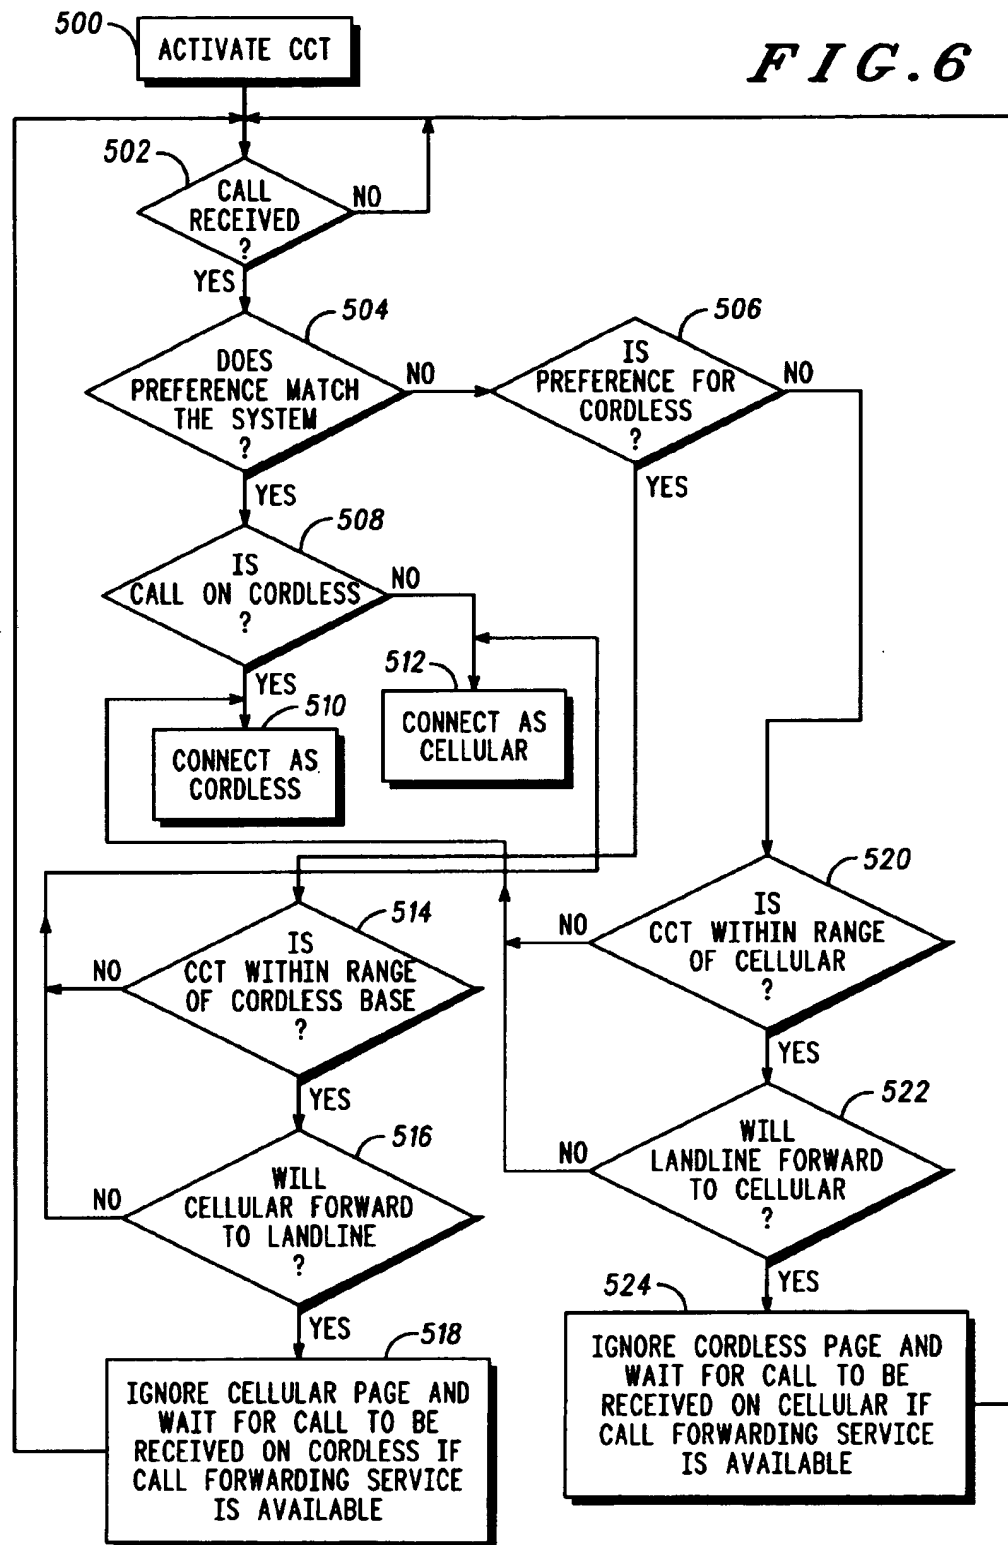 500
ACTIVATE CCT
FIG.6
502
CALL
RECEIVED
?
NO
YES
504
DOES
PREFERENCE MATCH
THE SYSTEM
?
NO
YES
506
IS
PREFERENCE FOR
CORDLESS
?
NO
YES
508
IS
CALL ON CORDLESS
?
NO
YES
510
CONNECT AS
CORDLESS
512
CONNECT AS
CELLULAR
514
IS
CCT WITHIN RANGE
OF CORDLESS BASE
?
NO
YES
516
WILL
CELLULAR FORWARD
TO LANDLINE
?
NO
YES
518
IGNORE CELLULAR PAGE AND
WAIT FOR CALL TO BE
RECEIVED ON CORDLESS IF
CALL FORWARDING SERVICE
IS AVAILABLE
520
IS
CCT WITHIN RANGE
OF CELLULAR
?
NO
YES
522
WILL
LANDLINE FORWARD
TO CELLULAR
?
NO
YES
524
IGNORE CORDLESS PAGE AND
WAIT FOR CALL TO BE
RECEIVED ON CELLULAR IF
CALL FORWARDING SERVICE
IS AVAILABLE